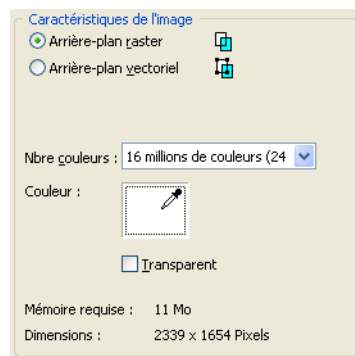 Caractéristiques de l'image
Arrière-plan raster
Arrière-plan vectoriel
Nbre couleurs : 16 millions de couleurs (24
Couleur :
Transparent
Mémoire requise : 11 Mo
Dimensions : 2339 x 1654 Pixels